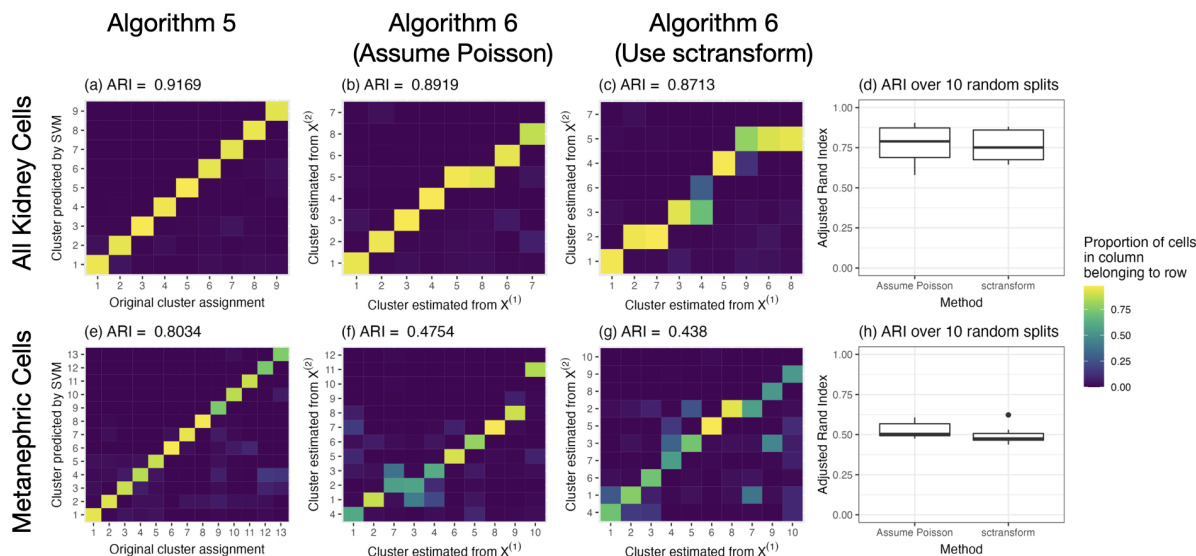 Algorithm 5
Algorithm 6
(Assume Poisson)
Algorithm 6
(Use sctransform)
All Kidney Cells
(a) ARI = 0.9169
Cluster predicted by SVM
9
8
7
6
5
4
3
2
1
1 2 3 4 5 6 7 8 9
Original cluster assignment
(b) ARI = 0.8919
Cluster estimated from X(2)
7
8
6
5
4
3
2
1
1 2 3 4 5 8 6 7
Cluster estimated from X(1)
(c) ARI = 0.8713
Cluster estimated from X(2)
7
5
4
6
3
2
1
1 2 7 3 4 5 9 6 8
Cluster estimated from X(1)
(d) ARI over 10 random splits
Adjusted Rand Index
1.00
0.75
0.50
0.25
0.00
Assume Poisson sctransform
Method
Proportion of cells
in column
belonging to row
0.75
0.50
0.25
0.00
Metanephric Cells
(e) ARI = 0.8034
Cluster predicted by SVM
13
12
11
10
9
8
7
6
5
4
3
2
1
1 2 3 4 5 6 7 8 9 10 11 12 13
Original cluster assignment
(f) ARI = 0.4754
Cluster estimated from X(2)
12
11
10
9
8
7
6
5
3
2
1
4
1 2 7 3 4 5 6 8 9 10
Cluster estimated from X(1)
(g) ARI = 0.438
Cluster estimated from X(2)
10
9
8
2
5
3
7
6
1
4
1 2 3 4 5 6 8 7 9 10
Cluster estimated from X(1)
(h) ARI over 10 random splits
Adjusted Rand Index
1.00
0.75
0.50
0.25
0.00
Assume Poisson sctransform
Method